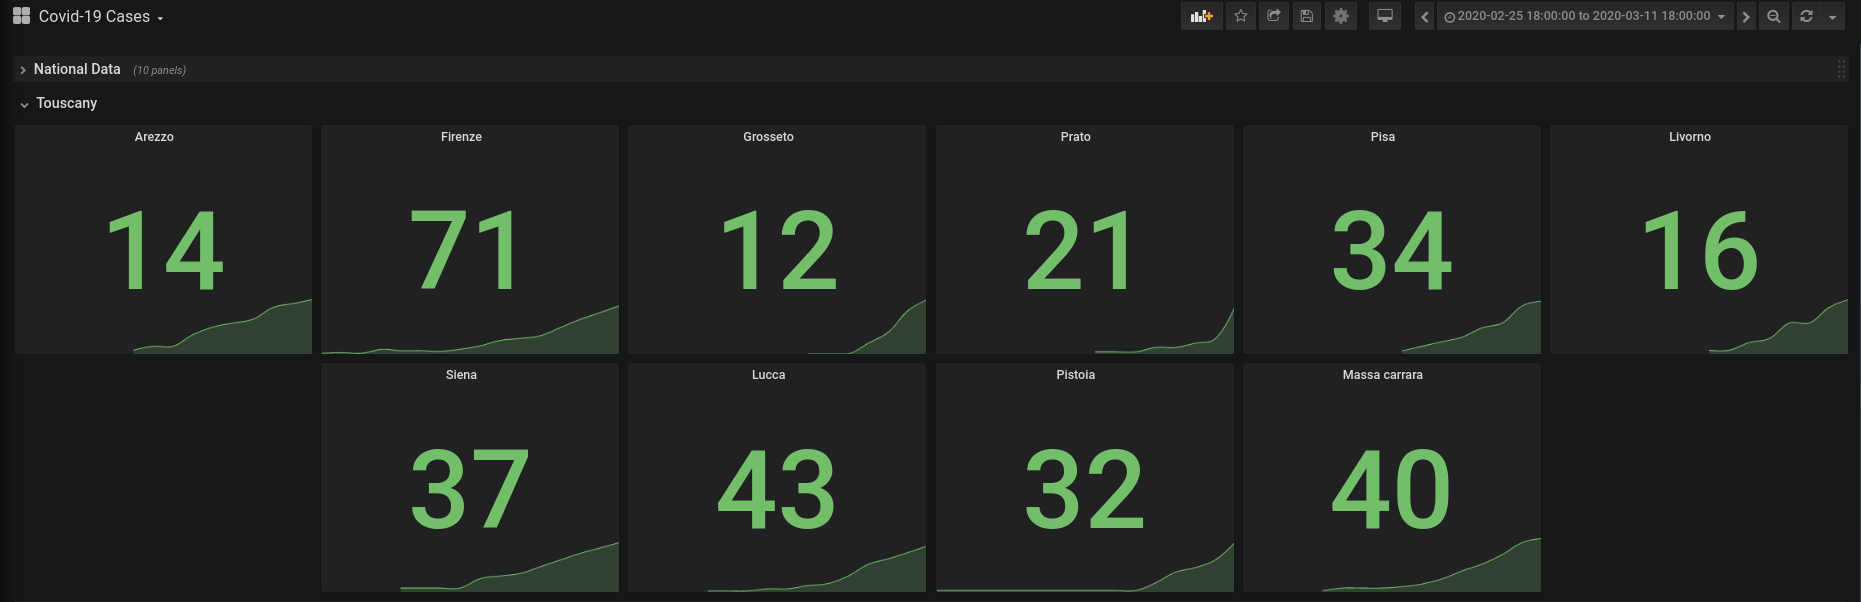 Covid-19 Cases
2020-02-25 18:00:00 to 2020-03-11 18:00:00
National Data (10 panels)
Touscany
Arezzo
14
Firenze
71
Grosseto
12
Prato
21
Pisa
34
Livorno
16
Siena
37
Lucca
43
Pistoia
32
Massa carrara
40